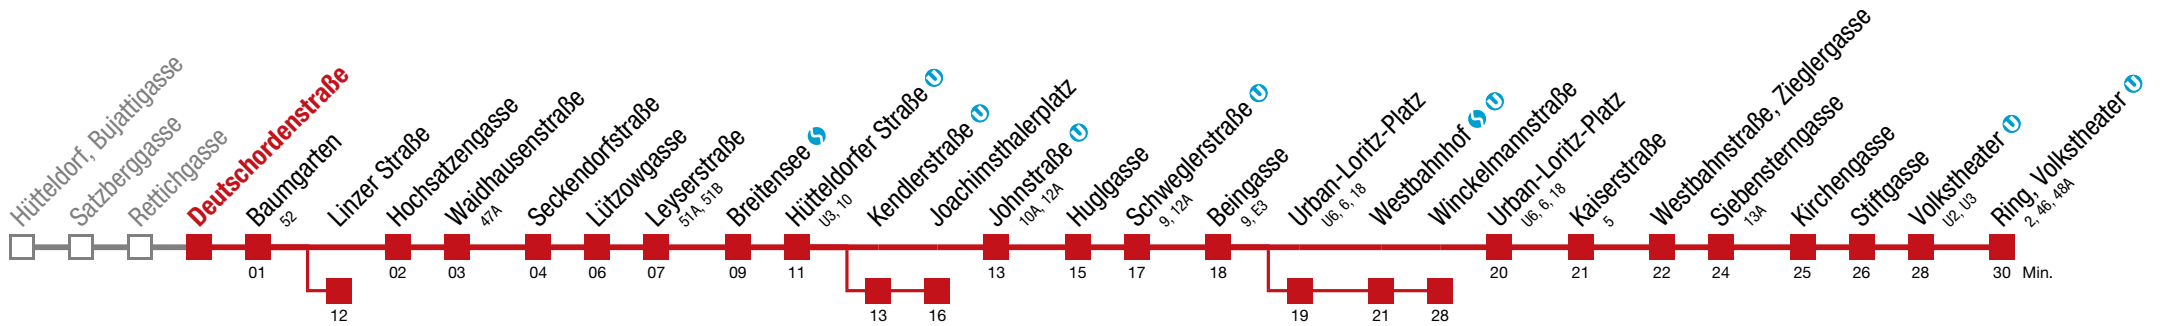 Hütteldorf, Bujattigasse
Satzberggasse
Rettichgasse
Deutschordenstraße
Baumgarten
52
Linzer Straße
Hochsatzengasse
Waidhausenstraße
47A
Seckendorfstraße
Lützowgasse
Leyserstraße
51A, 51B
Breitensee
Hütteldorfer Straße U
U3, 10
Kendlerstraße U
Joachimsthalerplatz
Johnstraße U
10A, 12A
Huglgasse
Schweglerstraße U
9, 12A
Beingasse
9, E3
Urban-Loritz-Platz
U6, 6, 18
Westbahnhof U
Winckelmannstraße
Urban-Loritz-Platz
U6, 6, 18
Kaiserstraße
5
Westbahnstraße, Zieglergasse
Siebensterngasse
13A
Kirchengasse
Stiftgasse
Volkstheater U
U2, U3
Ring, Volkstheater U
2, 46, 48A
01 02 03 04 06 07 09 11 13 15 17 18 20 21 22 24 25 26 28 30 Min.
12 13 16 19 21 28